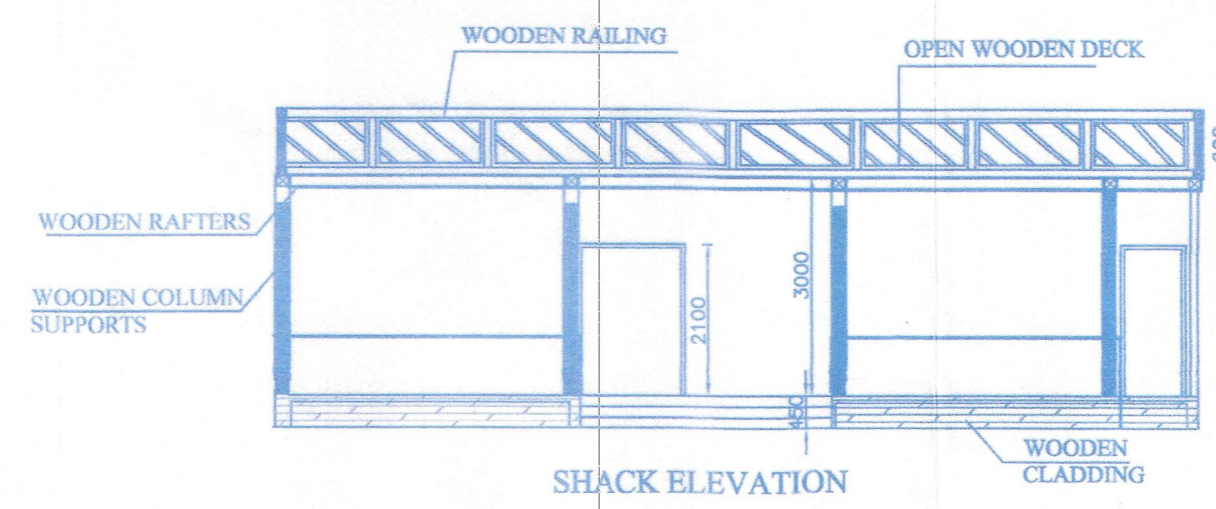 WOODEN RAILING
OPEN WOODEN DECK
WOODEN RAFTERS
WOODEN COLUMN
SUPPORTS
2100
3000
450
WOODEN
CLADDING
SHACK ELEVATION